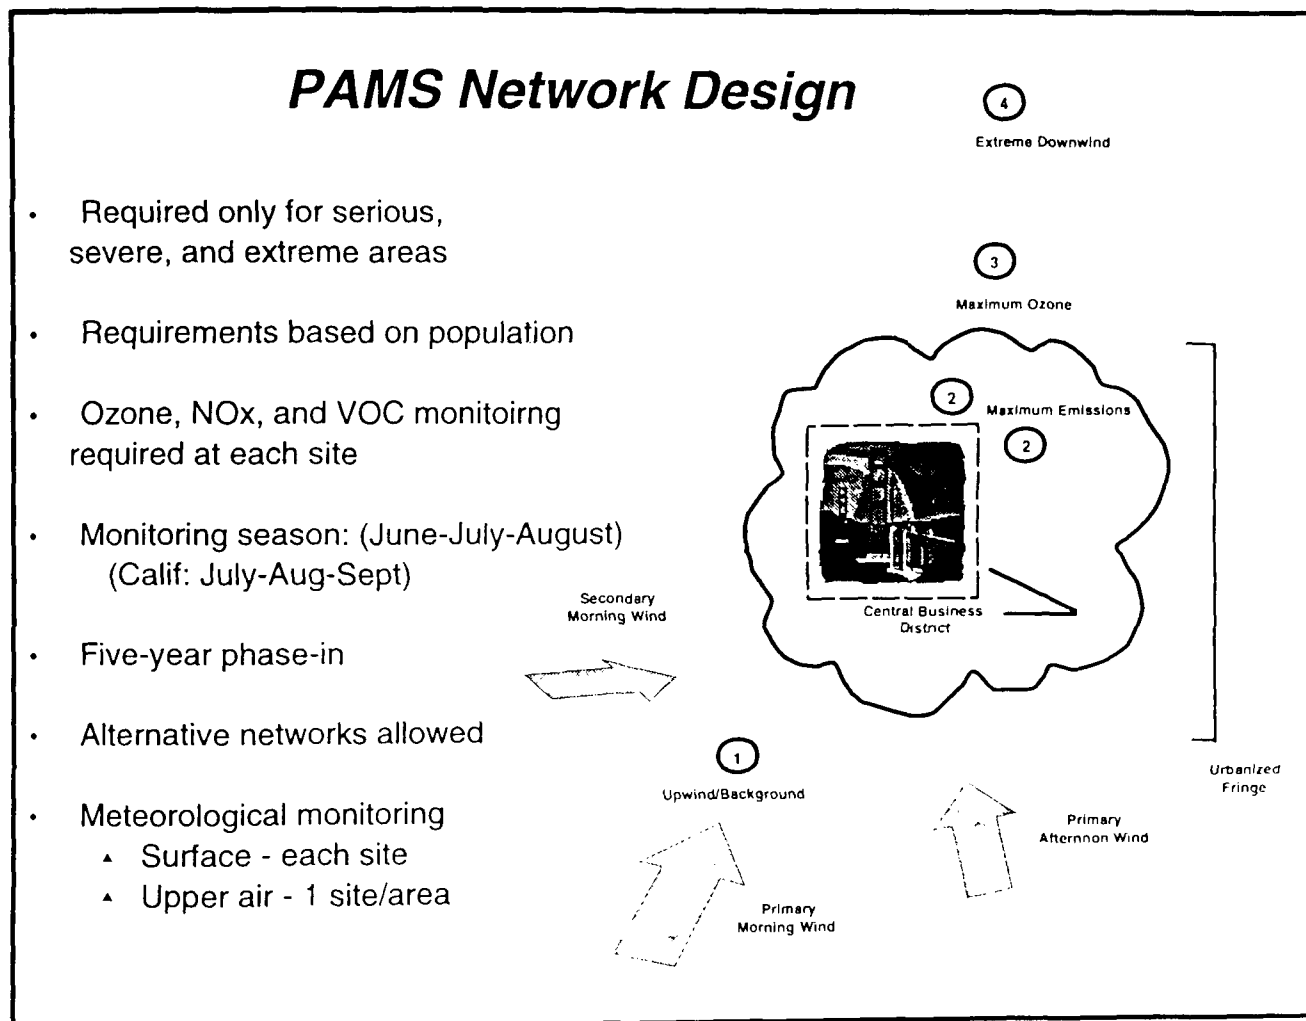 PAMS Network Design
• Required only for serious,
severe, and extreme areas
• Requirements based on population
• Ozone, NOx, and VOC monitoirng
required at each site
• Monitoring season: (June-July-August)
(Calif: July-Aug-Sept)
• Five-year phase-in
• Alternative networks allowed
• Meteorological monitoring
▲ Surface - each site
▲ Upper air - 1 site/area
4
Extreme Downwind
3
Maximum Ozone
2
Maximum Emissions
2
Central Business
District
Secondary
Morning Wind
1
Upwind/Background
Urbanized
Fringe
Primary
Afternnon Wind
Primary
Morning Wind